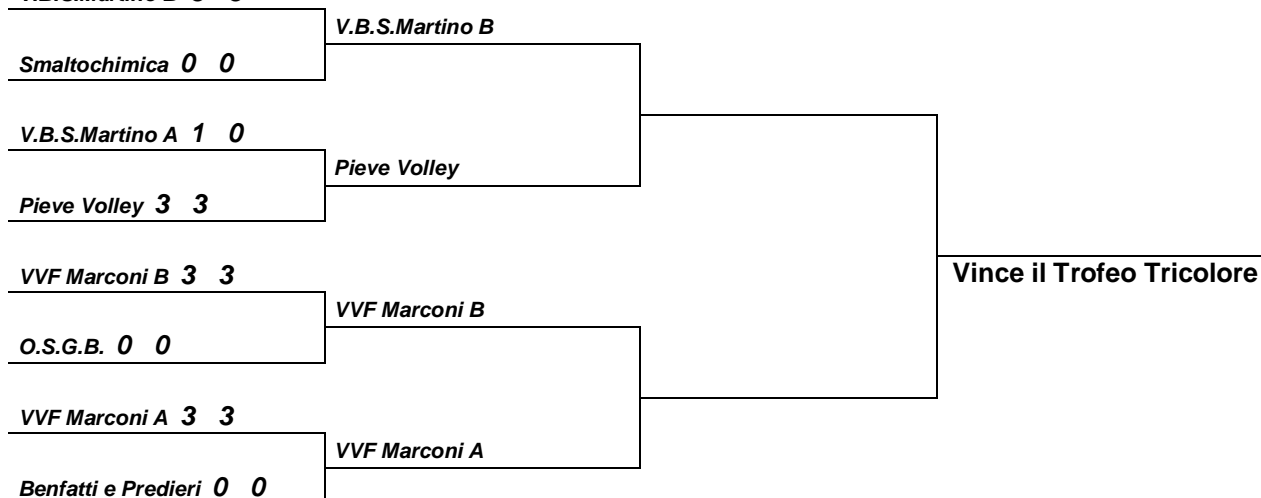 Smaltochimica 0 0
V.B.S.Martino A 1 0
Pieve Volley 3 3
VVF Marconi B 3 3
O.S.G.B. 0 0
VVF Marconi A 3 3
Benfatti e Predieri 0 0
V.B.S.Martino B
Pieve Volley
VVF Marconi B
VVF Marconi A
Vince il Trofeo Tricolore